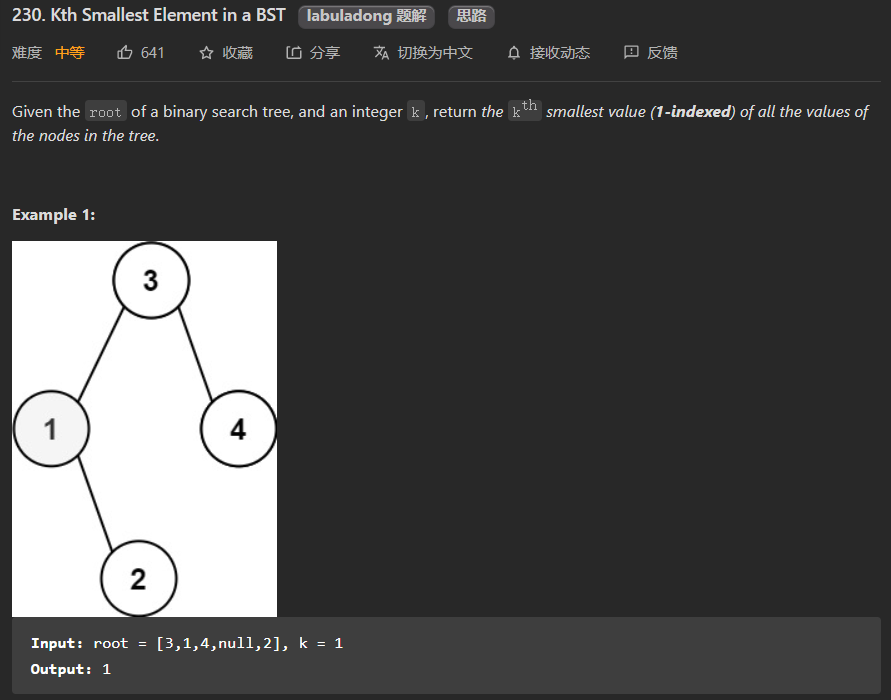 230. Kth Smallest Element in a BST labuladong 题解 思路
难度 中等 641 收藏 分享 切换为中文 接收动态 反馈
Given the root of a binary search tree, and an integer k, return the kth smallest value (1-indexed) of all the values of
the nodes in the tree.
Example 1:
3
1 4
2
Input: root = [3,1,4,null,2], k = 1
Output: 1